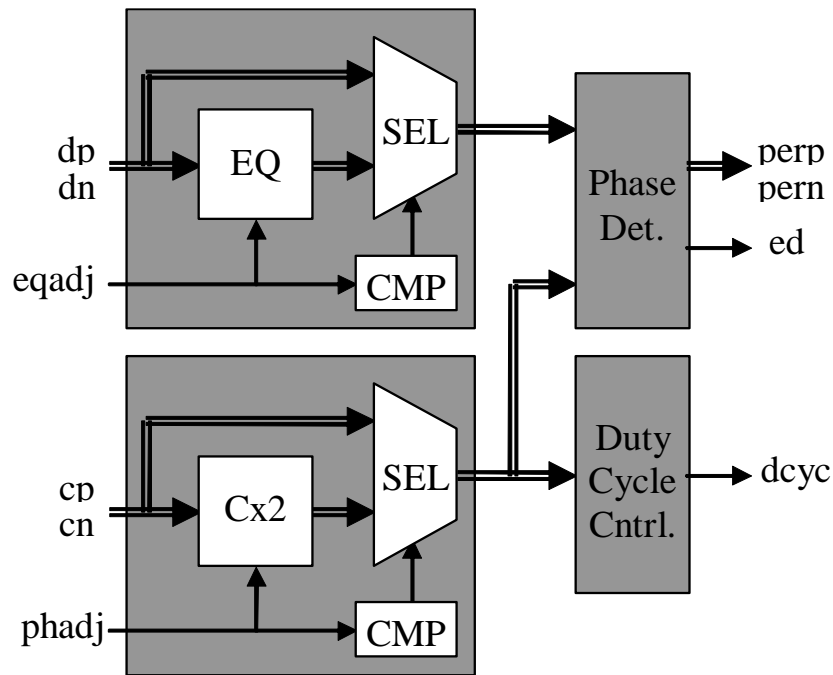 SEL
dp
dn
EQ
eqadj
CMP
Phase
Det.
perp
pern
ed
SEL
cp
cn
Cx2
phadj
CMP
Duty
Cycle
Cntrl.
dcyc